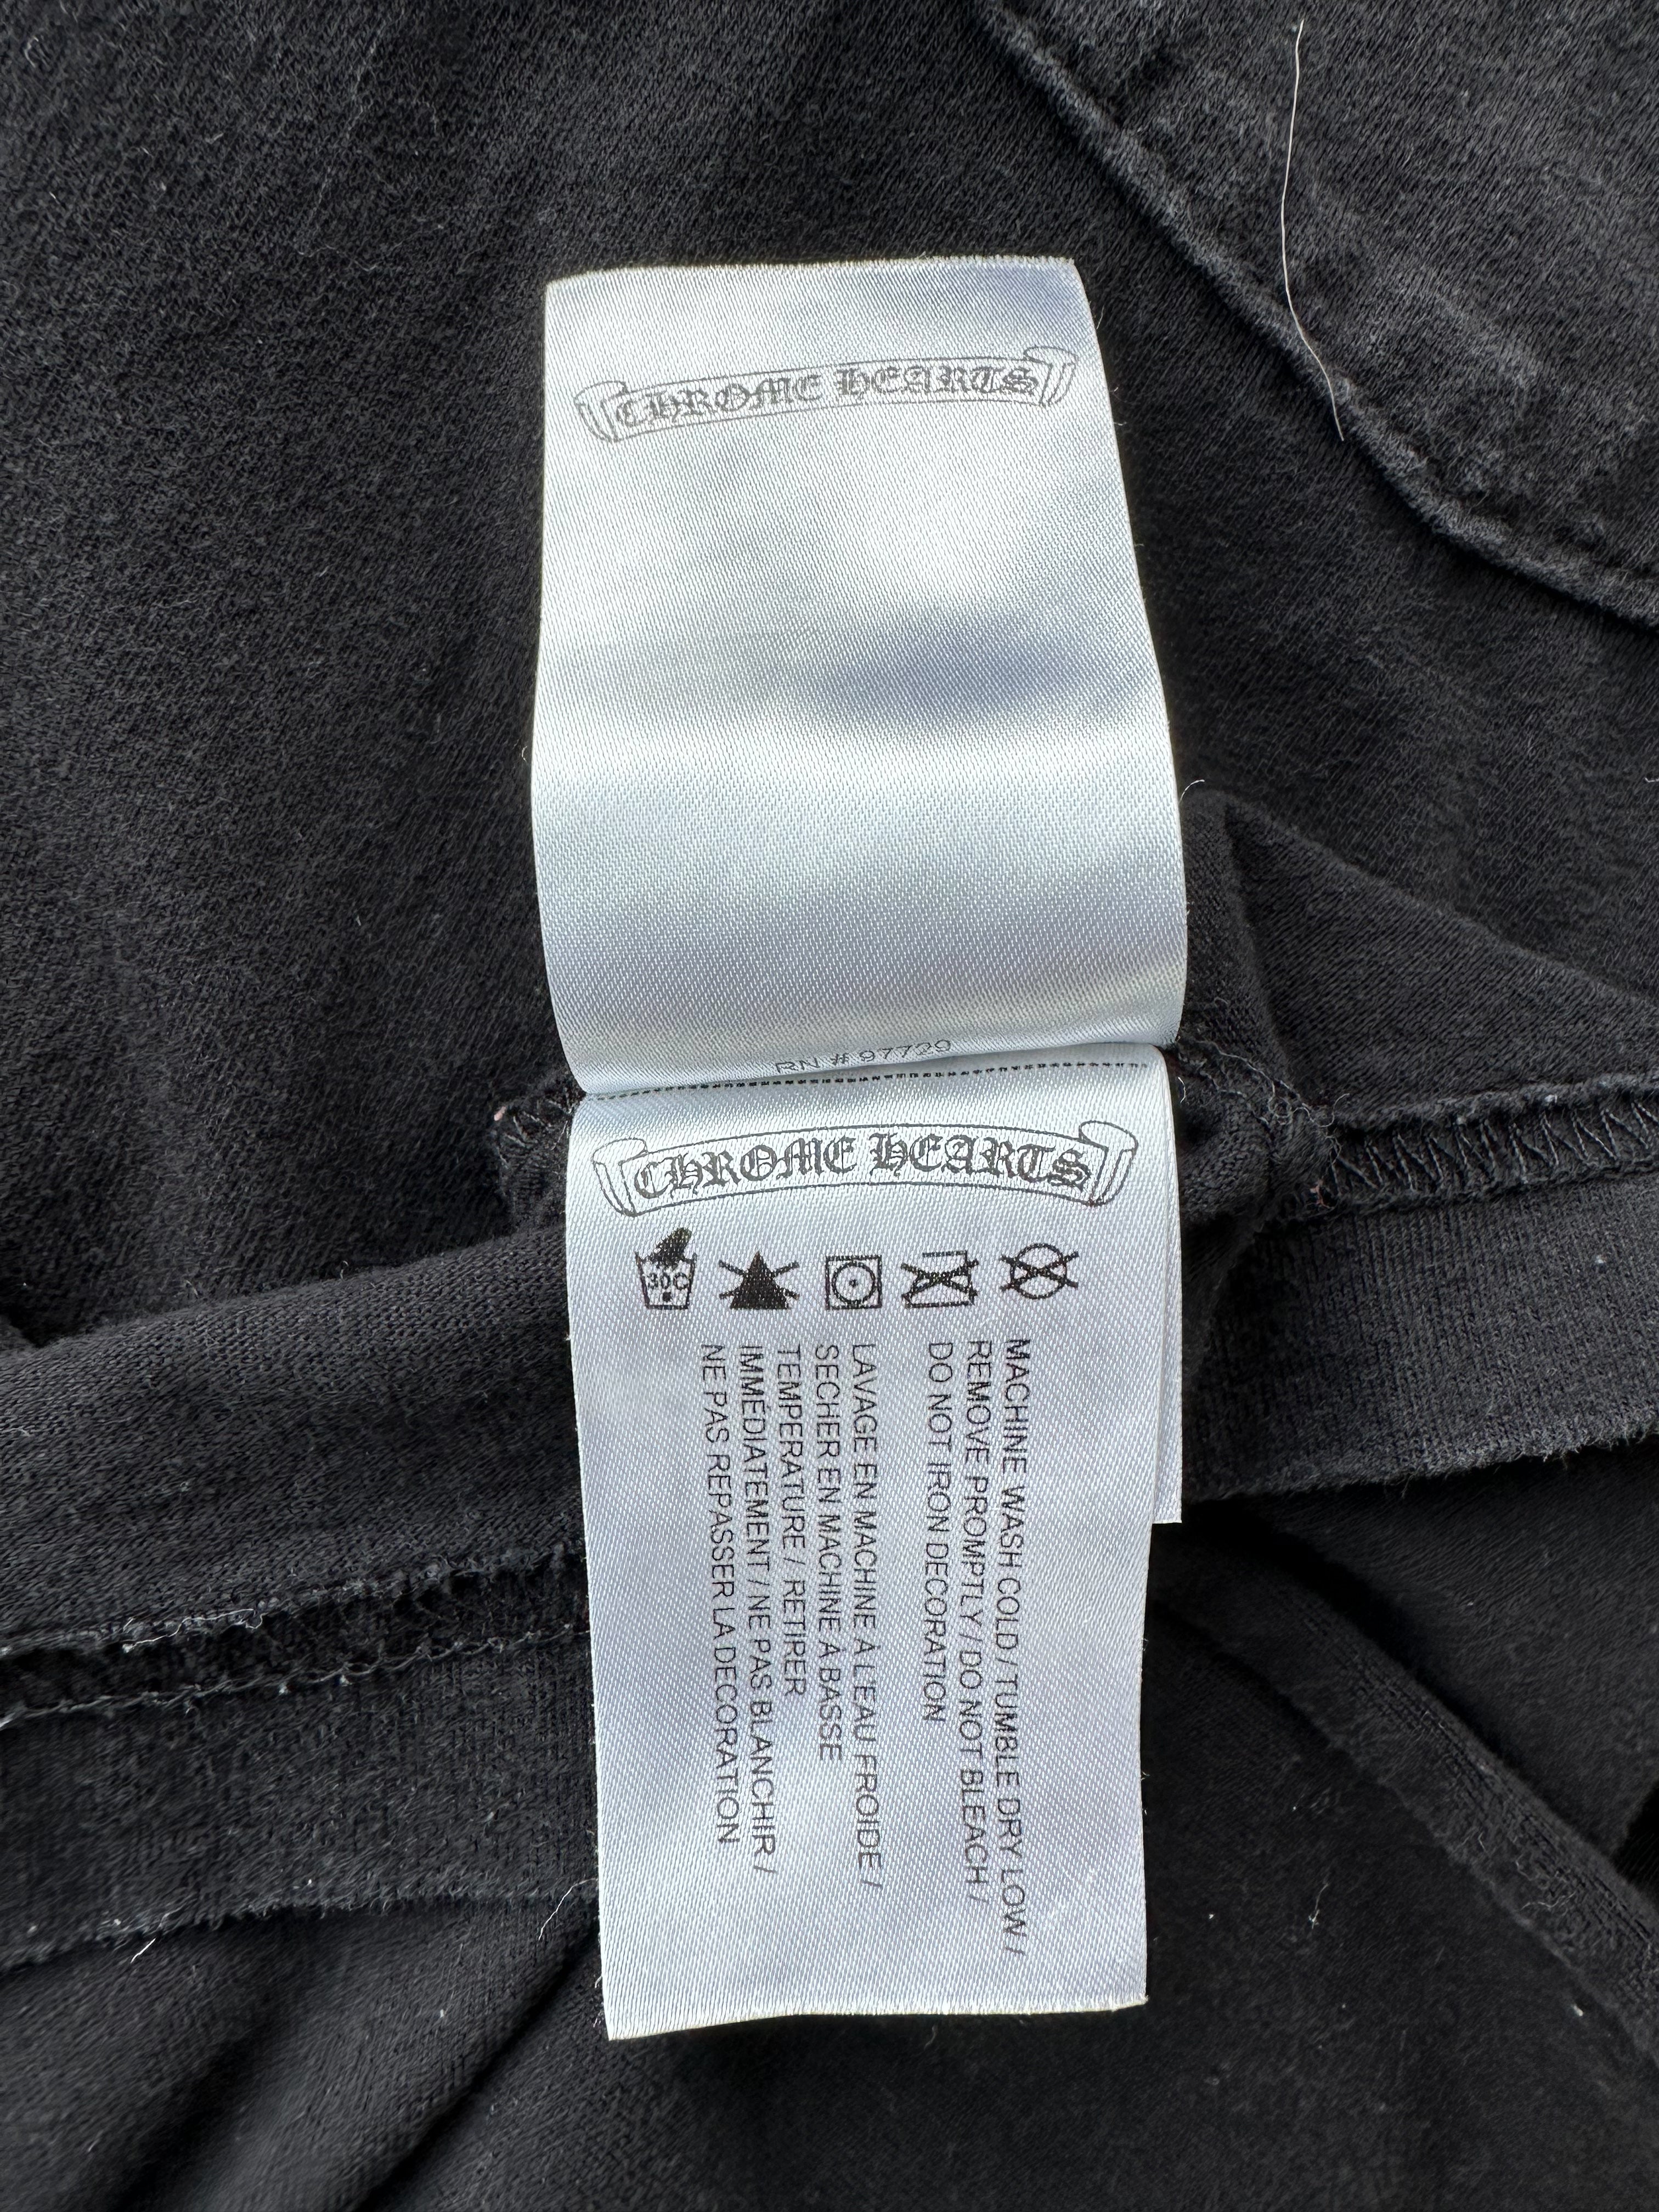 CHROME HEARTS
RN # 97729
CHROME HEARTS
30C
MACHINE WASH COLD / TUMBLE DRY LOW /
REMOVE PROMPTLY / DO NOT BLEACH /
DO NOT IRON DECORATION
LAVAGE EN MACHINE À L'EAU FROIDE /
SECHER EN MACHINE À BASSE
TEMPERATURE / RETIRER
IMMÉDIATEMENT / NE PAS BLANCHIR /
NE PAS REPASSER LA DECORATION